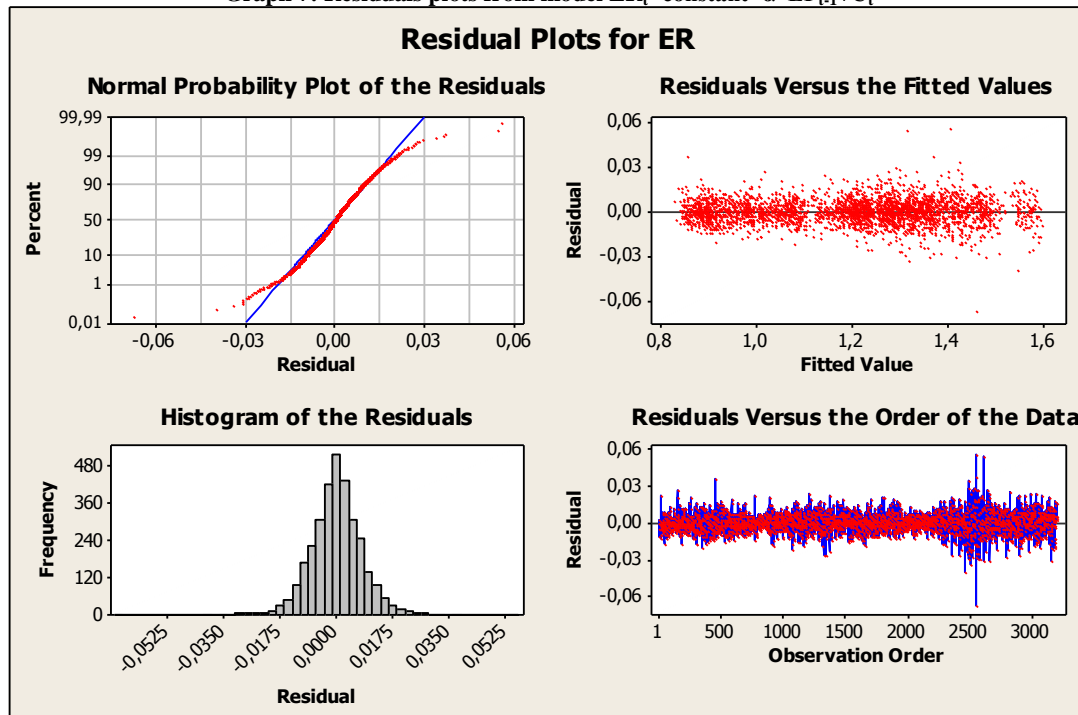 Residual Plots for ER
Normal Probability Plot of the Residuals
99,99
99
90
50
10
1
0,01
Percent
-0,06 -0,03 0,00 0,03 0,06
Residual
Residuals Versus the Fitted Values
0,06
0,03
0,00
-0,03
-0,06
Residual
0,8 1,0 1,2 1,4 1,6
Fitted Value
Histogram of the Residuals
480
360
240
120
0
Frequency
-0,0525 -0,0350 -0,0175 0,0000 0,0175 0,0350 0,0525
Residual
Residuals Versus the Order of the Data
0,06
0,03
0,00
-0,03
-0,06
Residual
1 500 1000 1500 2000 2500 3000
Observation Order